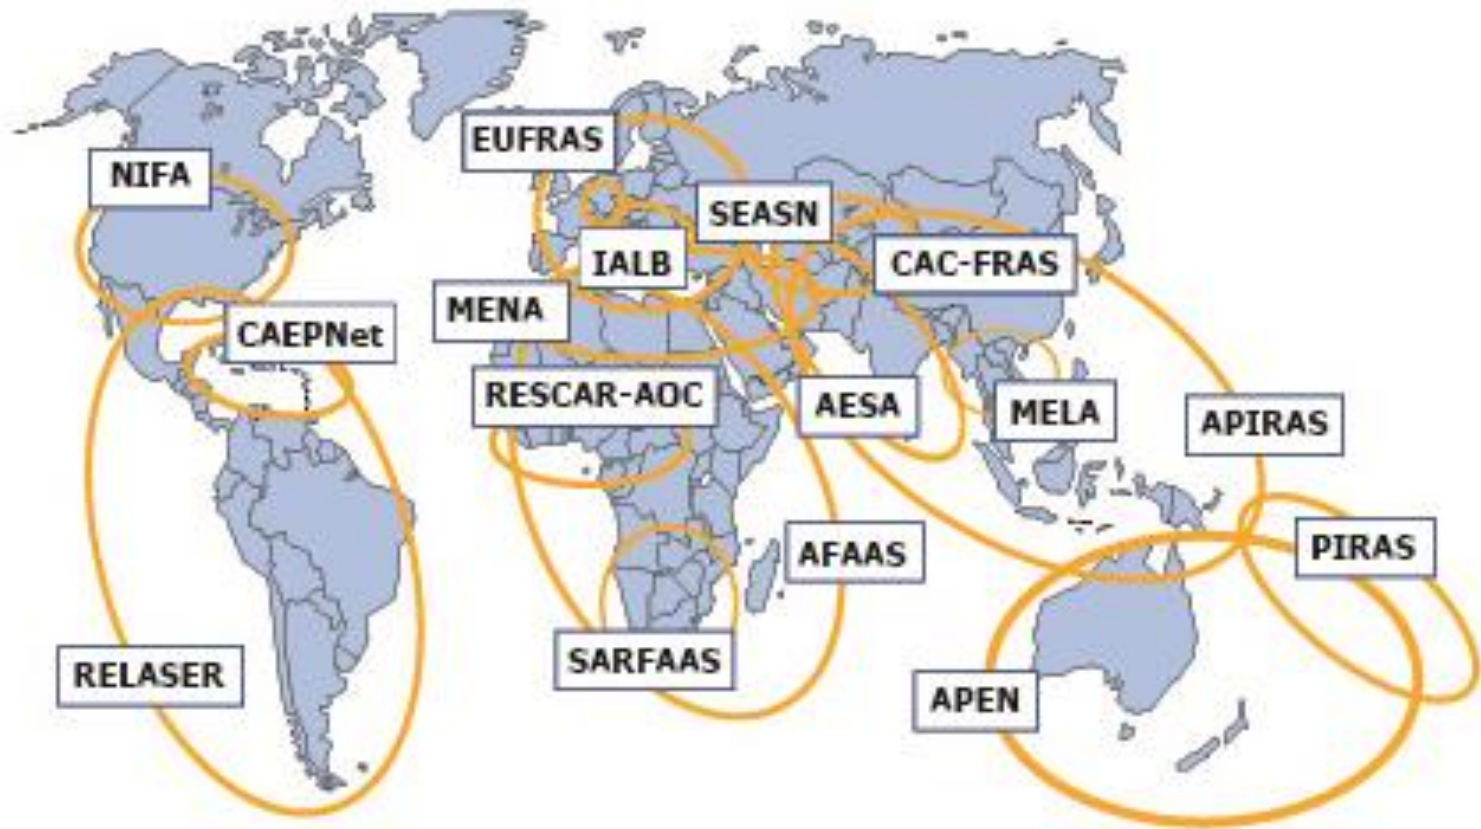 EUFRAS
NIFA
SEASN
IALB
CAC-FRAS
MENA
CAEPNet
RESCAR-AOC
AESA
MELA
APIRAS
AFAAS
PIRAS
SARFAAS
RELASER
APEN